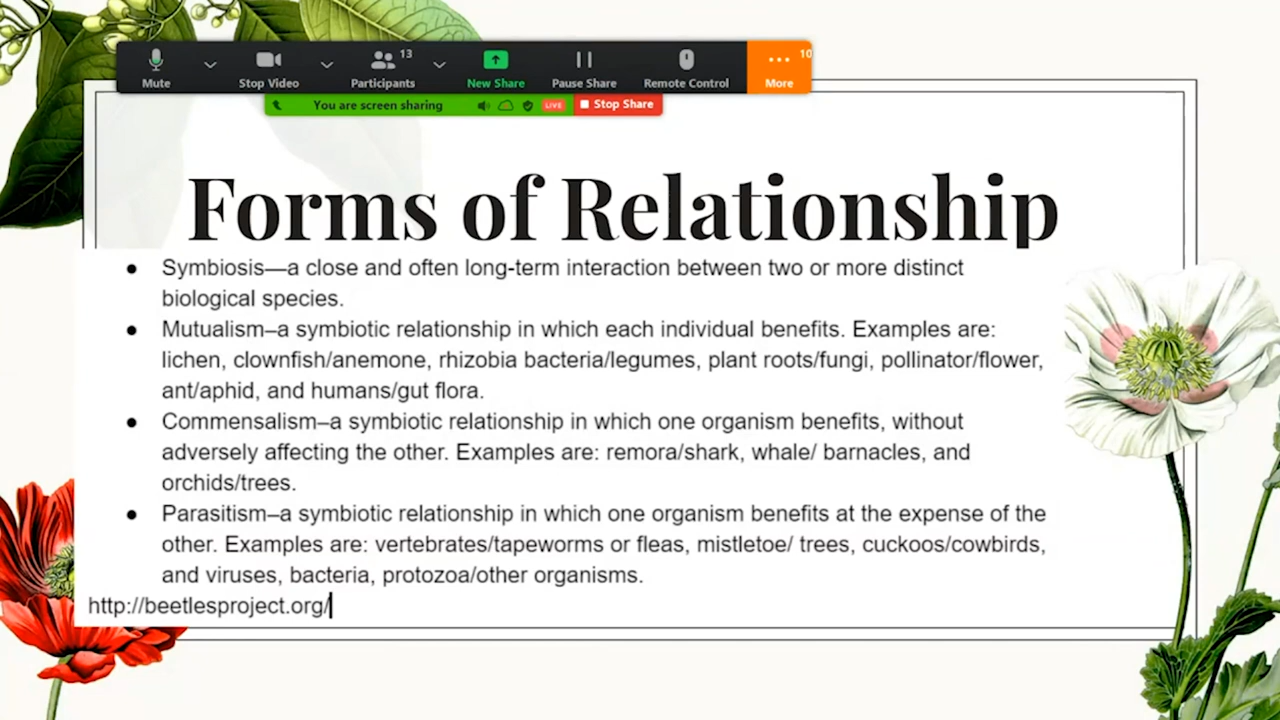 13
10
Mute
Stop Video
Participants
New Share
Pause Share
Remote Control
More
You are screen sharing
LIVE
Stop Share
Forms of Relationship
● Symbiosis—a close and often long-term interaction between two or more distinct
biological species.
● Mutualism–a symbiotic relationship in which each individual benefits. Examples are:
lichen, clownfish/anemone, rhizobia bacteria/legumes, plant roots/fungi, pollinator/flower,
ant/aphid, and humans/gut flora.
● Commensalism–a symbiotic relationship in which one organism benefits, without
adversely affecting the other. Examples are: remora/shark, whale/ barnacles, and
orchids/trees.
● Parasitism–a symbiotic relationship in which one organism benefits at the expense of the
other. Examples are: vertebrates/tapeworms or fleas, mistletoe/ trees, cuckoos/cowbirds,
and viruses, bacteria, protozoa/other organisms.
http://beetlesproject.org/